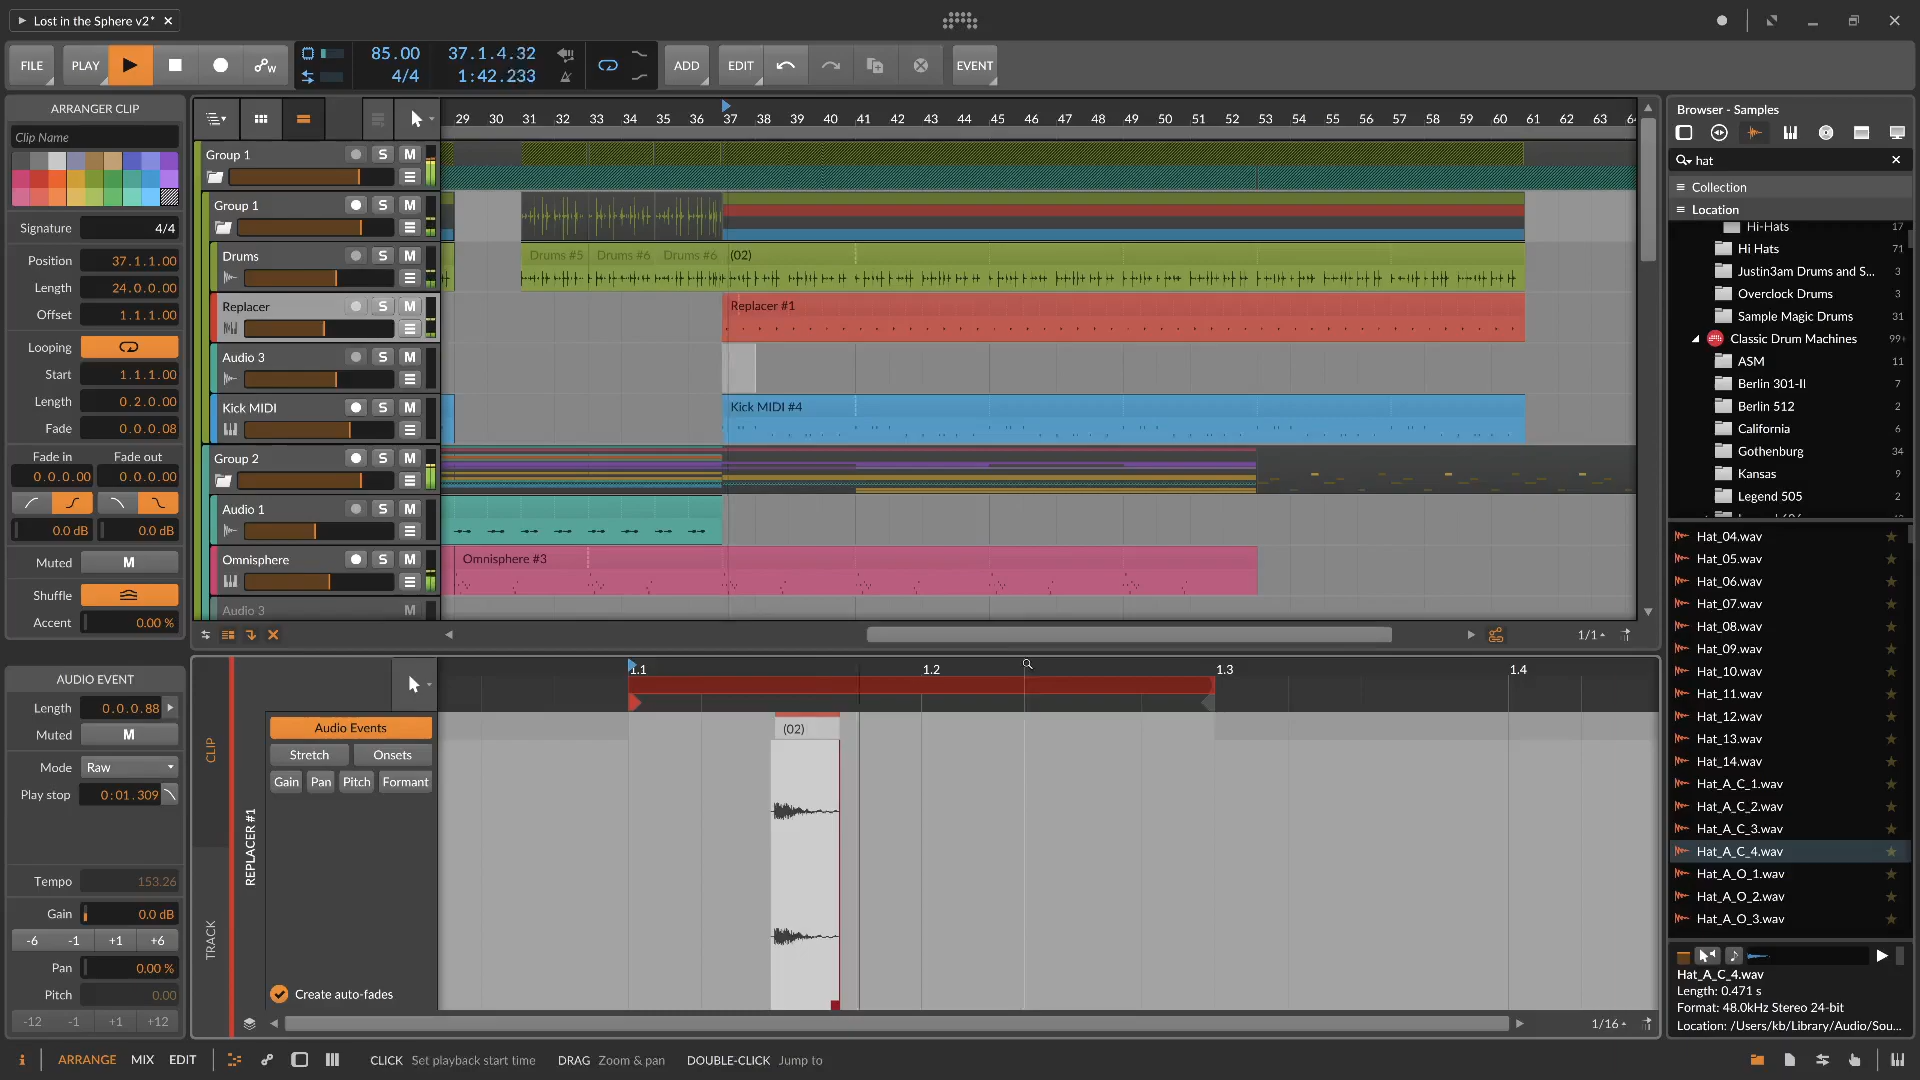 Lost in the Sphere v2*
FILE
PLAY
85.00
4/4
37.1.4.32
1:42.233
ADD
EDIT
EVENT
ARRANGER CLIP
Clip Name
Signature 4/4
Position 37.1.1.00
Length 24.0.0.00
Offset 1.1.1.00
Looping
Start 1.1.1.00
Length 0.2.0.00
Fade 0.0.0.08
Fade in Fade out
0.0.0.00 0.0.0.00
0.0 dB 0.0 dB
Muted M
Shuffle
Accent 0.00 %
29 30 31 32 33 34 35 36 37 38 39 40 41 42 43 44 45 46 47 48 49 50 51 52 53 54 55 56 57 58 59 60 61 62 63
Group 1 S M
Group 1 S M
Drums S M
Drums #5 Drums #6 Drums #6 (02)
Replacer S M
Replacer #1
Audio 3 S M
Kick MIDI S M
Kick MIDI #4
Group 2 S M
Audio 1 S M
Omnisphere S M
Omnisphere #3
Audio 3 M
1/1
AUDIO EVENT
Length 0.0.0.88
Muted M
Mode Raw
Play stop 0:01.309
Tempo 153.26
Gain 0.0 dB
-6 -1 +1 +6
Pan 0.00 %
Pitch 0.00
-12 -1 +1 +12
CLIP
TRACK
REPLACER #1
Audio Events
Stretch Onsets
Gain Pan Pitch Formant
Create auto-fades
1.1 1.2 1.3 1.4
(02)
1/16
Browser - Samples
hat
Collection
Location
Hi-Hats 17
Hi Hats 71
Justin3am Drums and S... 3
Overclock Drums 3
Sample Magic Drums 31
Classic Drum Machines 99+
ASM 11
Berlin 301-II 7
Berlin 512 2
California 6
Gothenburg 34
Kansas 2
Legend 505 2
Hat_04.wav
Hat_05.wav
Hat_06.wav
Hat_07.wav
Hat_08.wav
Hat_09.wav
Hat_10.wav
Hat_11.wav
Hat_12.wav
Hat_13.wav
Hat_14.wav
Hat_A_C_1.wav
Hat_A_C_2.wav
Hat_A_C_3.wav
Hat_A_C_4.wav
Hat_A_O_1.wav
Hat_A_O_2.wav
Hat_A_O_3.wav
Hat_A_C_4.wav
Length: 0.471 s
Format: 48.0kHz Stereo 24-bit
Location: /Users/kb/Library/Audio/Sou...
i ARRANGE MIX EDIT
CLICK Set playback start time DRAG Zoom & pan DOUBLE-CLICK Jump to